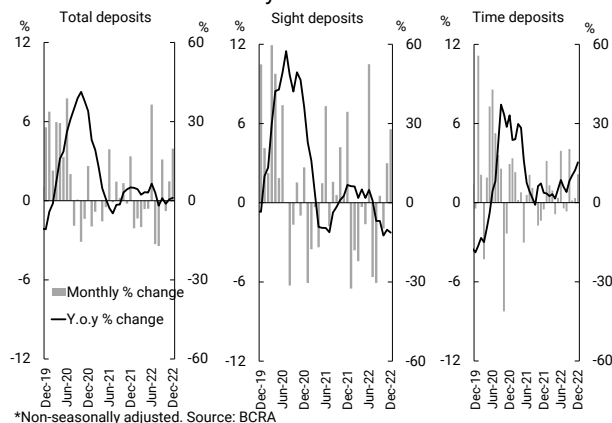 Total deposits
Sight deposits
Time deposits
% % % % % %
12 60 12 60 12 60
6 30 6 30 6 30
0 0 0 0 0 0
-6 -30 -6 -30 -6 -30
Monthly % change
Y.o.y % change
-12 -60 -12 -60 -12 -60
Dec-19 Jun-20 Dec-20 Jun-21 Dec-21 Jun-22 Dec-22
Dec-19 Jun-20 Dec-20 Jun-21 Dec-21 Jun-22 Dec-22
Dec-19 Jun-20 Dec-20 Jun-21 Dec-21 Jun-22 Dec-22
*Non-seasonally adjusted. Source: BCRA